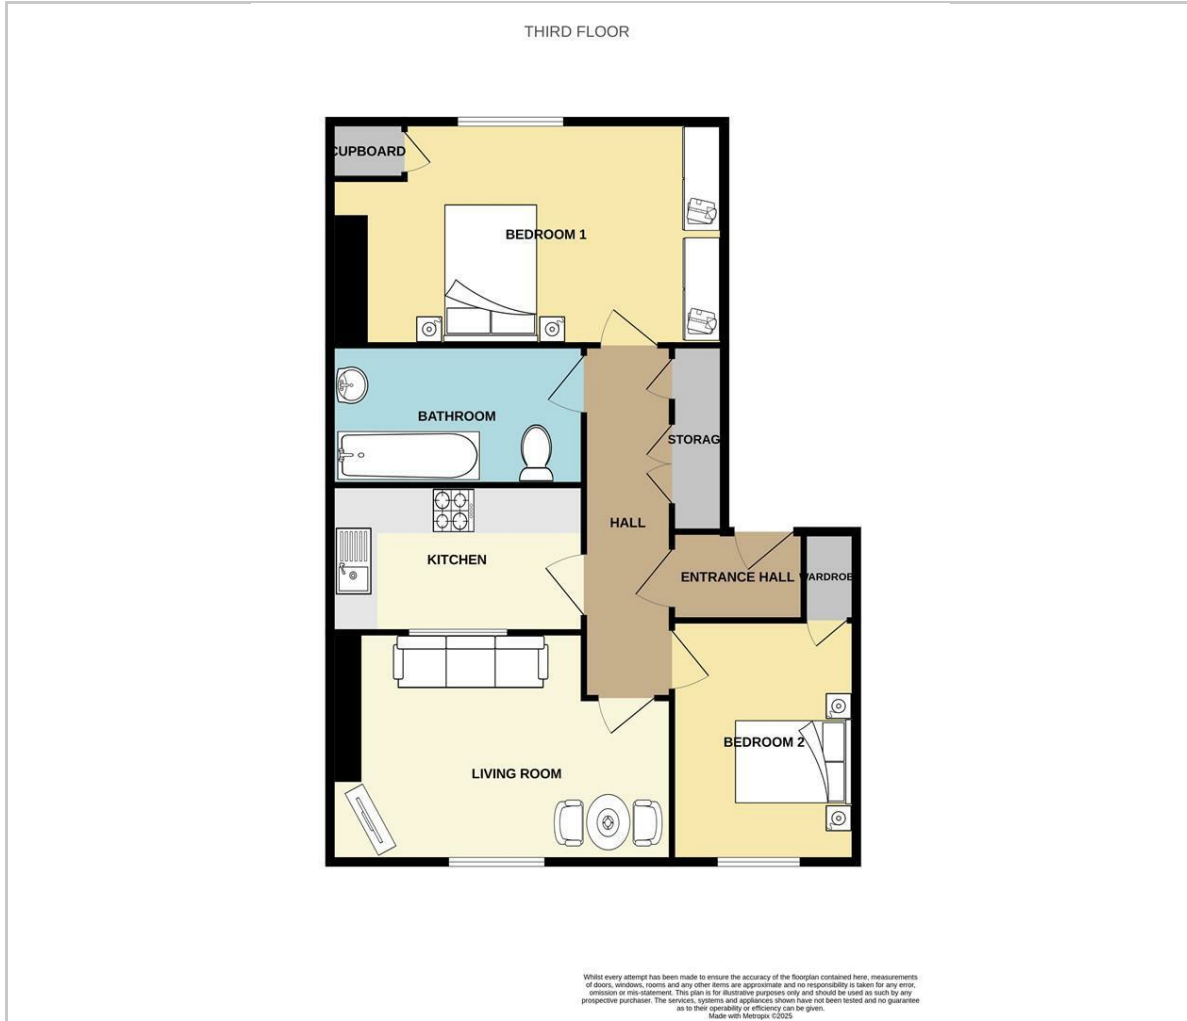 THIRD FLOOR
CUPBOARD
BEDROOM 1
BATHROOM
STORAG
HALL
KITCHEN
ENTRANCE HALL
WARDROBE
BEDROOM 2
LIVING ROOM
Whilst every attempt has been made to ensure the accuracy of the floorplan contained here, measurements
of doors, windows, rooms and any other items are approximate and no responsibility is taken for any error,
omission or mis-statement. This plan is for illustrative purposes only and should be used as such by any
prospective purchaser. The services, systems and appliances shown have not been tested and no guarantee
as to their operability or efficiency can be given.
Made with Metropix ©2025